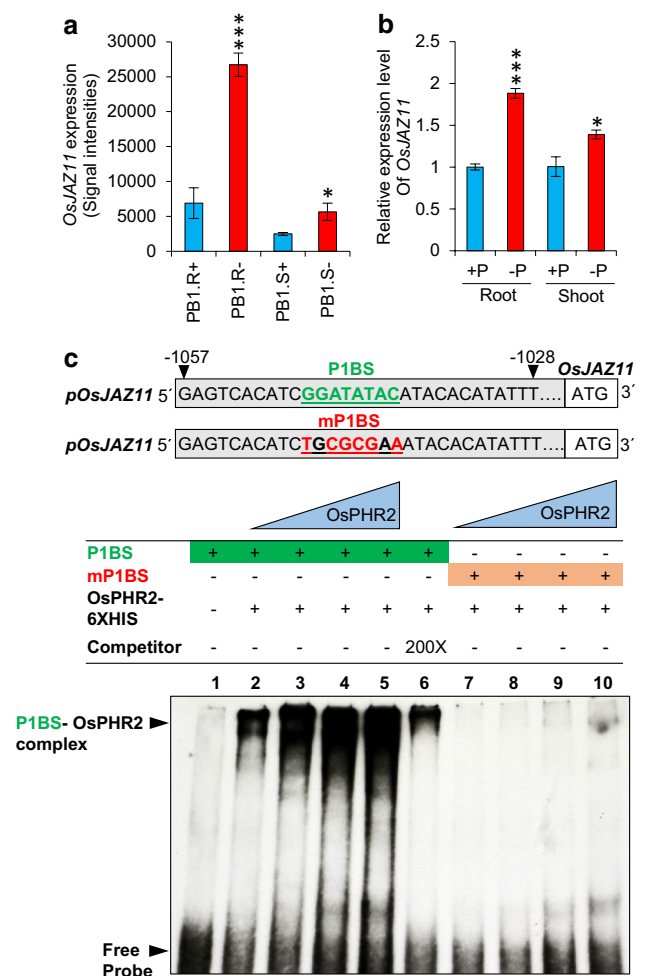 a
OsJAZ11 expression
(Signal intensities)
30000
25000
20000
15000
10000
5000
0
***
*
PB1.R+
PB1.R-
PB1.S+
PB1.S-
b
Relative expression level
Of OsJAZ11
2.5
2
1.5
1
0.5
0
***
*
+P -P +P -P
Root Shoot
c
-1057 -1028 OsJAZ11
P1BS
pOsJAZ11 5´ GAGTCACATCGGATATACATACACATATTT.... ATG 3´
mP1BS
pOsJAZ11 5´ GAGTCACATCTGCGCGAAATACACATATTT.... ATG 3´
OsPHR2 OsPHR2
P1BS + + + + + + - - - -
mP1BS - - - - - - + + + +
OsPHR2-
6XHIS - + + + + + + + + +
Competitor - - - - - 200X - - - -
1 2 3 4 5 6 7 8 9 10
P1BS- OsPHR2
complex
Free
Probe